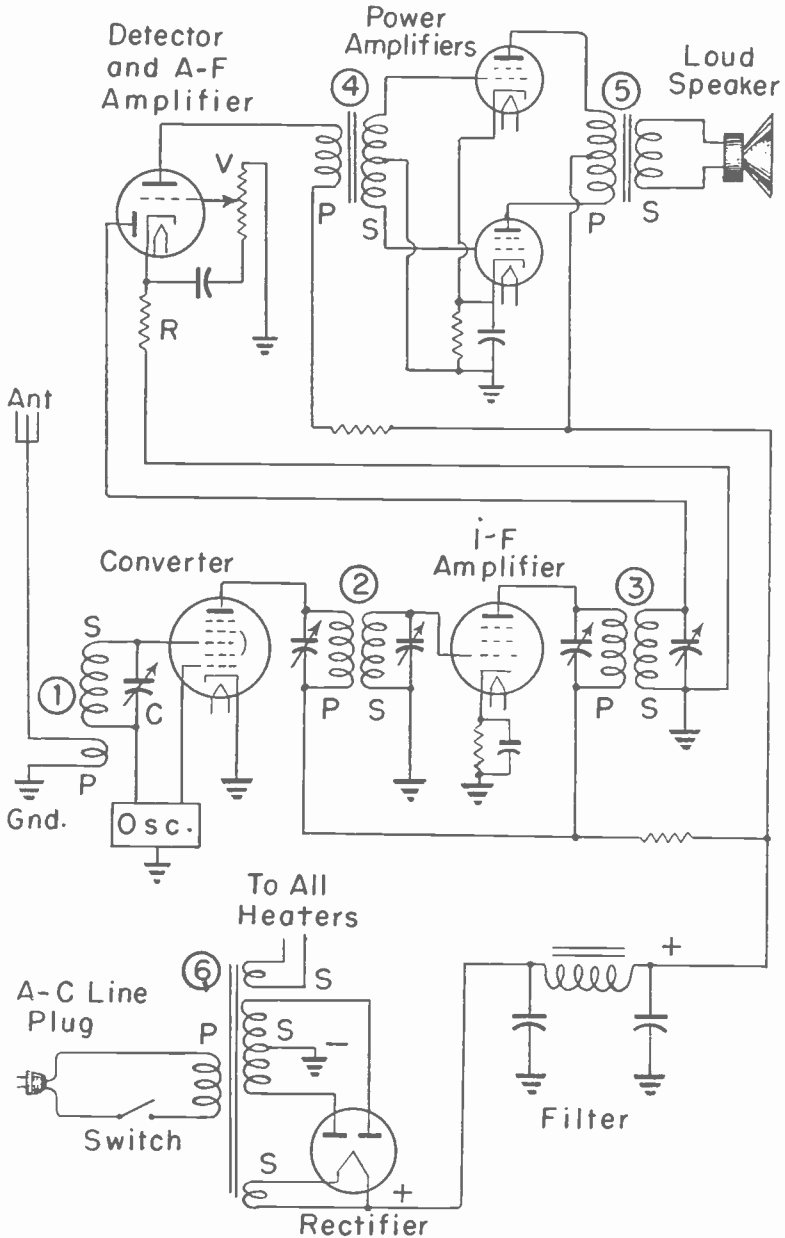 Detector
and A-F
Amplifier
Power
Amplifiers
Loud
Speaker
4
5
V
P
S
P
S
R
Ant
Converter
i-F
Amplifier
2
3
S
1
C
P
S
P
S
P
Gnd.
Osc.
To All
Heaters
6
S
+
A-C Line
Plug
P
S
−
Switch
Filter
S
+
Rectifier